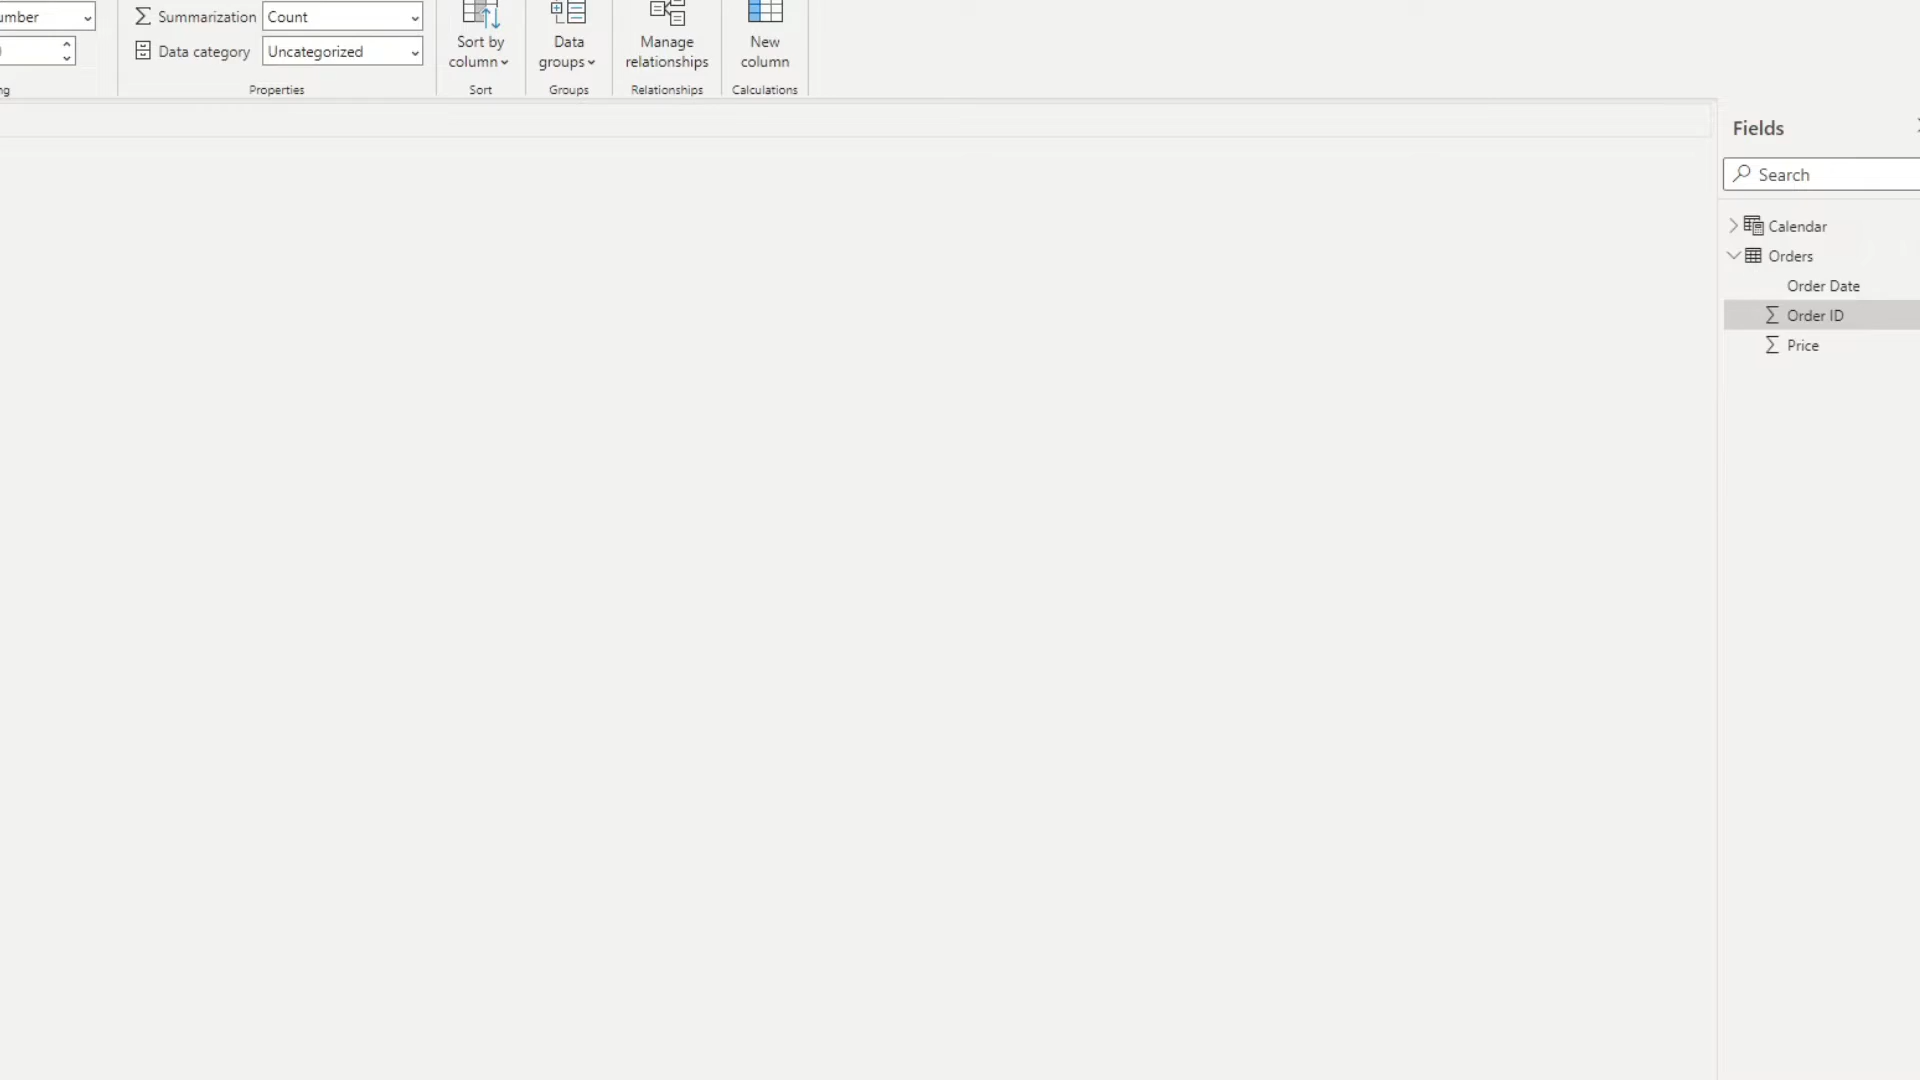 umber
Summarization Count
Data category Uncategorized
Properties
Sort by
column
Sort
Data
groups
Groups
Manage
relationships
Relationships
New
column
Calculations
Fields
Search
Calendar
Orders
Order Date
Order ID
Price